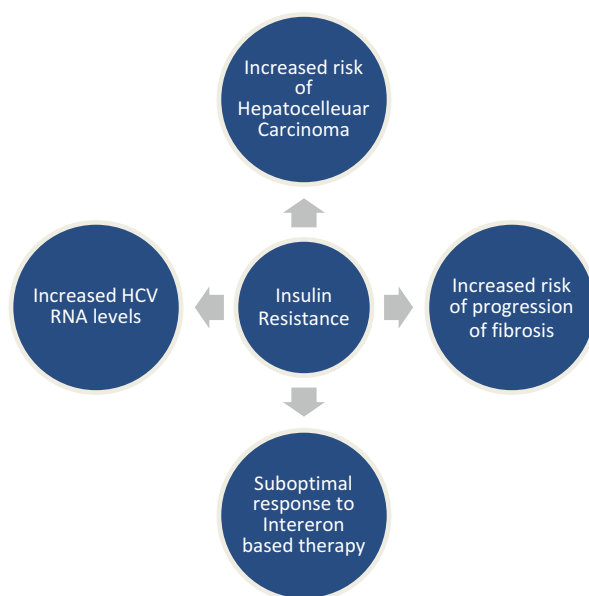 Increased risk
of
Hepatocelleuar
Carcinoma
Increased HCV
RNA levels
Insulin
Resistance
Increased risk
of progression
of fibrosis
Suboptimal
response to
Intereron
based therapy